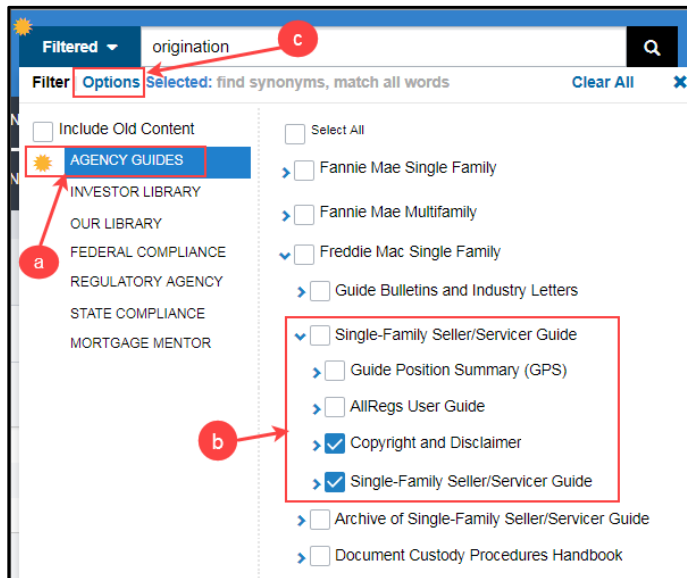 Filtered origination
c
Filter Options Selected: find synonyms, match all words Clear All
Include Old Content
AGENCY GUIDES
INVESTOR LIBRARY
OUR LIBRARY
FEDERAL COMPLIANCE
REGULATORY AGENCY
STATE COMPLIANCE
MORTGAGE MENTOR
a
Select All
Fannie Mae Single Family
Fannie Mae Multifamily
Freddie Mac Single Family
Guide Bulletins and Industry Letters
Single-Family Seller/Servicer Guide
Guide Position Summary (GPS)
AllRegs User Guide
b
Copyright and Disclaimer
Single-Family Seller/Servicer Guide
Archive of Single-Family Seller/Servicer Guide
Document Custody Procedures Handbook